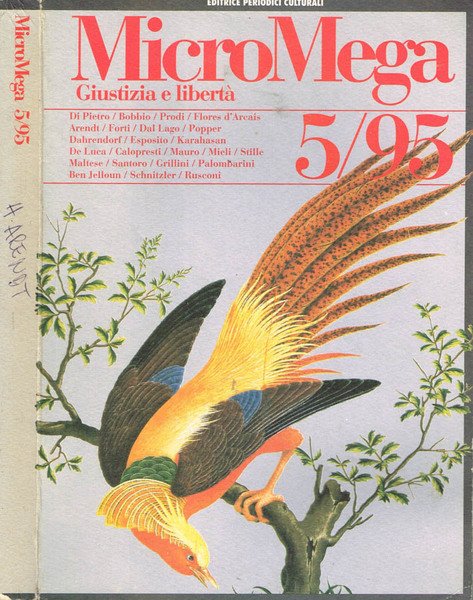 EDITRICE PERIODICI CULTURALI
MicroMega
Giustizia e libertà
5/95
Di Pietro / Bobbio / Prodi / Flores d'Arcais
Arendt / Forti / Dal Lago / Popper
Dahrendorf / Esposito / Karahasan
De Luca / Calopresti / Mauro / Mieli / Stille
Maltese / Santoro / Grillini / Palombarini
Ben Jelloun / Schnitzler / Rusconi
MicroMega 5/95
H. ARENDT